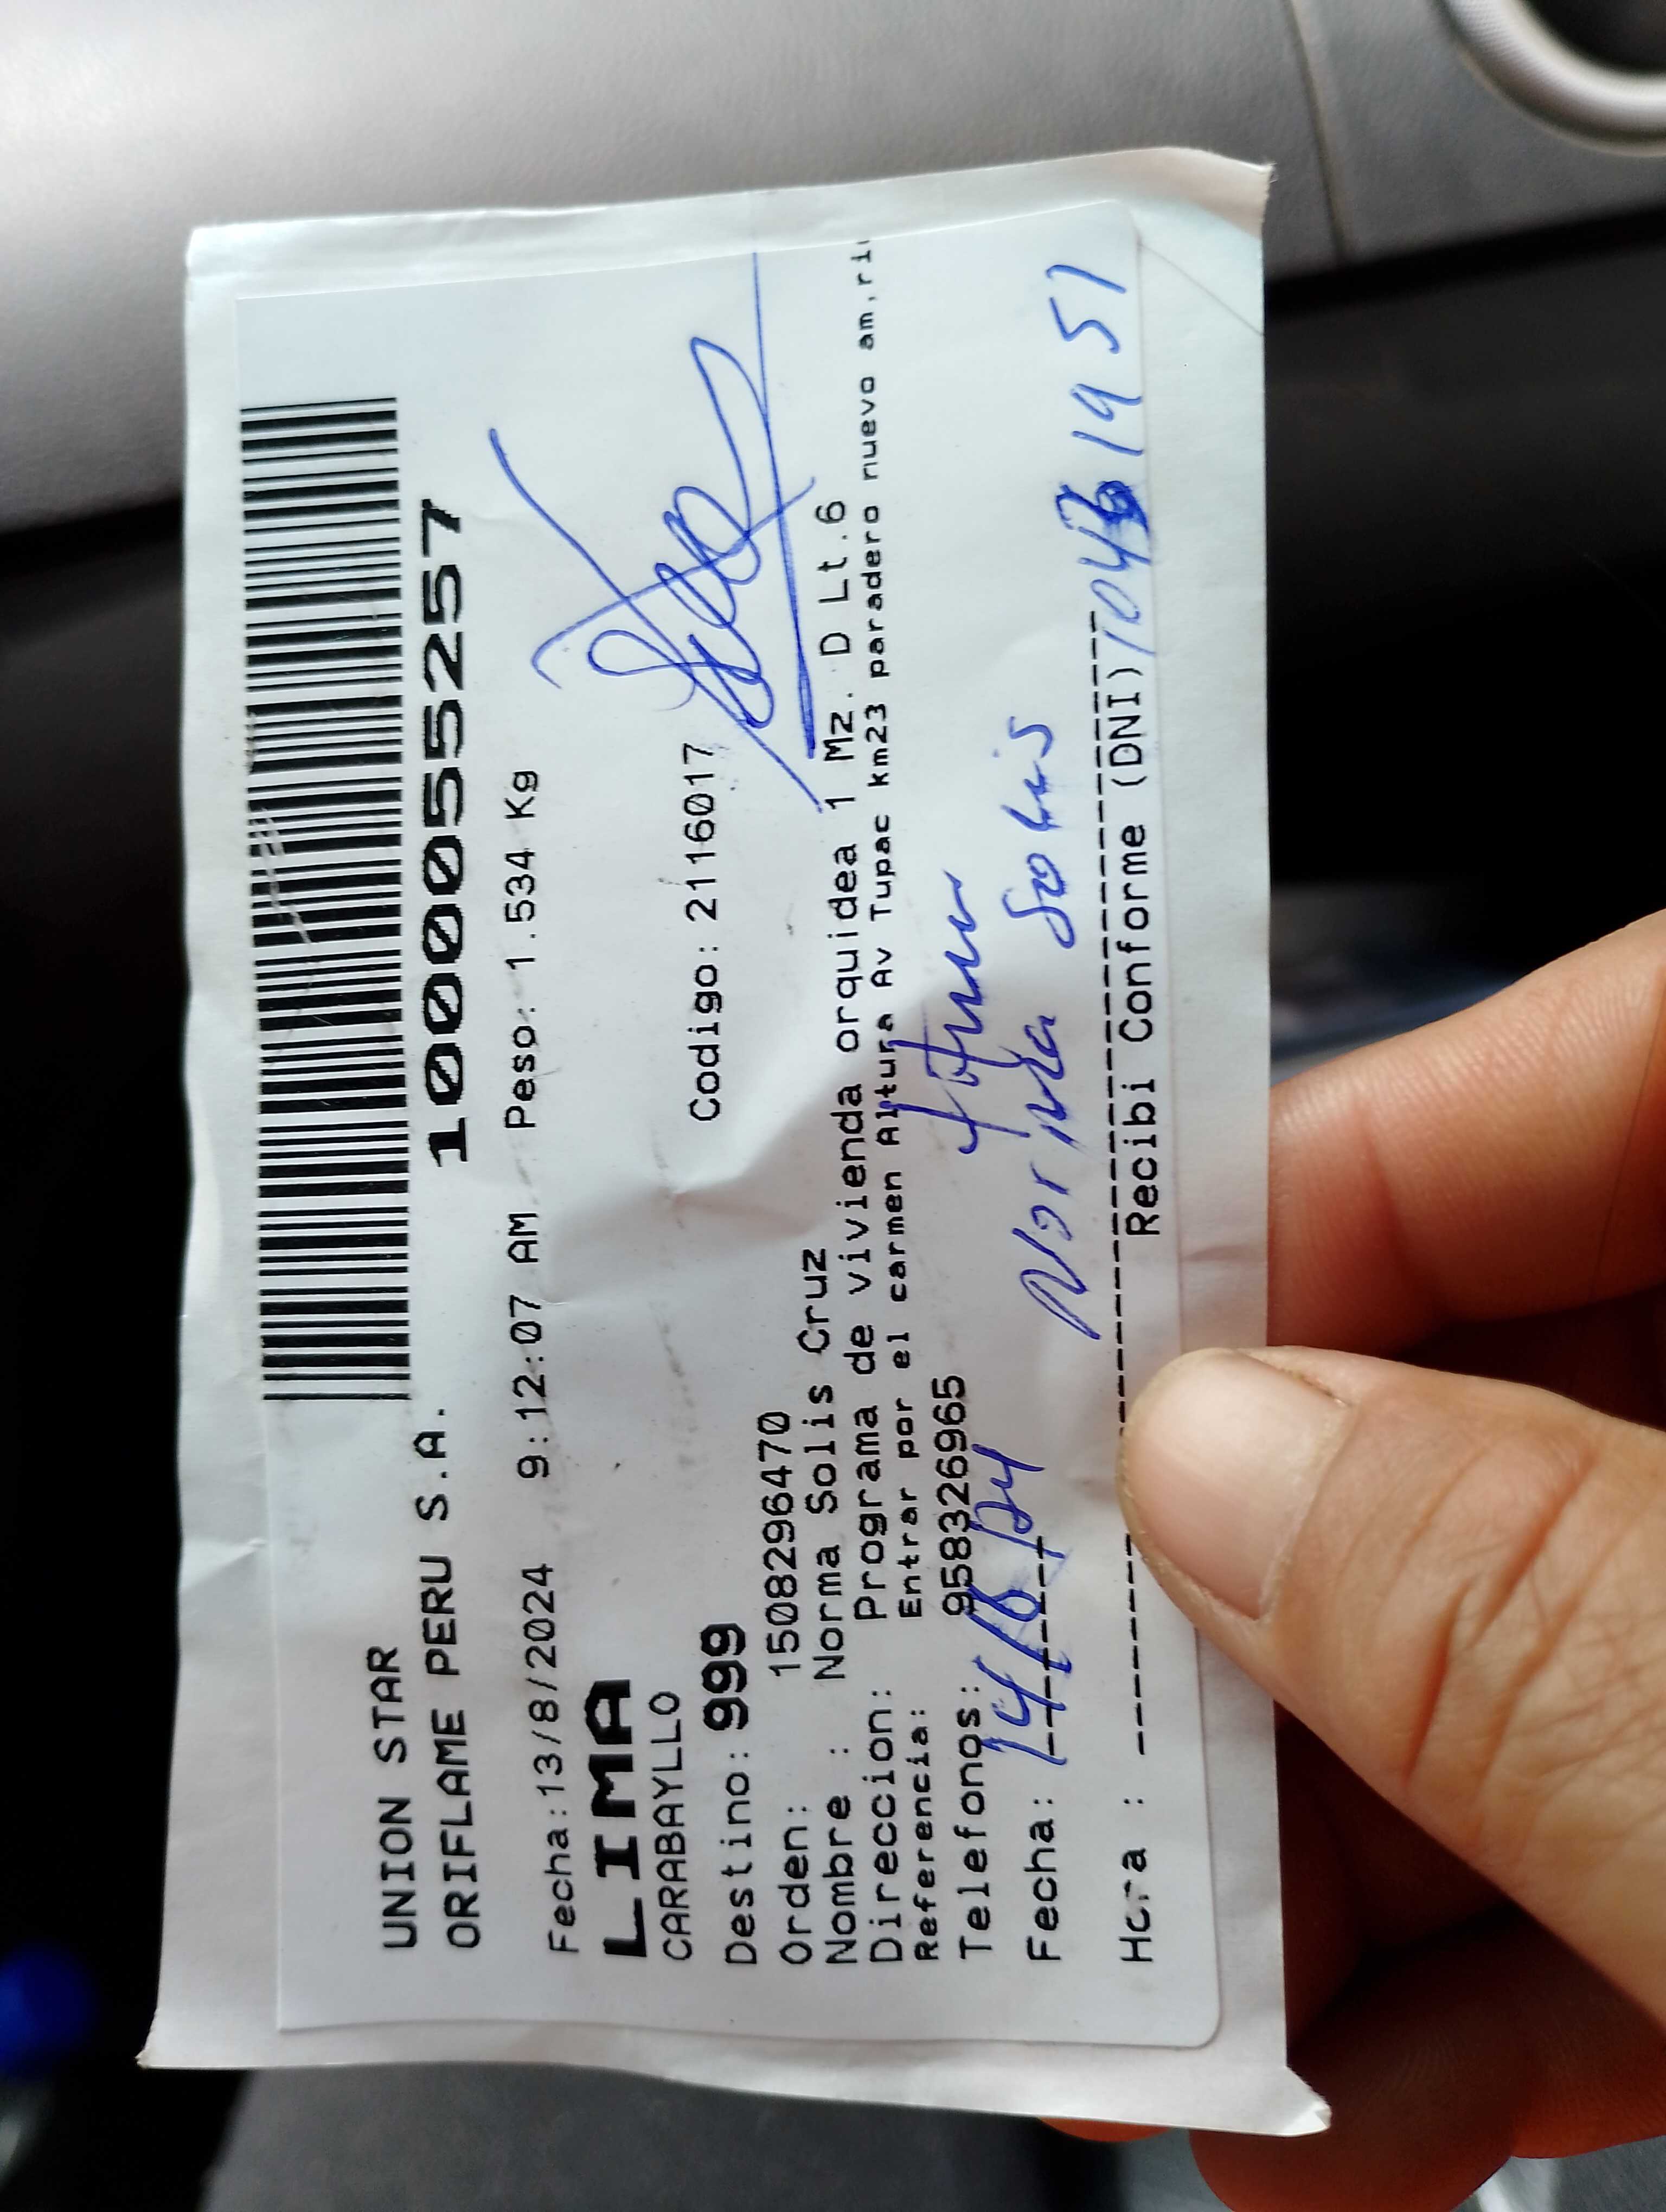 UNION STAR
ORIFLAME PERU S.A.
100055257
Fecha:13/8/2024 9:12:07 AM Peso: 1.534 Kg
LIMA
CARABAYLLO
Destino: 999 Codigo: 2116017
Orden: 1508296470
Nombre : Norma Solis Cruz
Direccion: Programa de vivienda orquidea 1 Mz. D Lt.6
Referencia: Entrar por el carmen Altura Av Tupac km23 paradero nuevo am,ri
Telefonos: 958326965
Fecha: 14/8/24
Norma Solis
Hora : Recibi Conforme (DNI)